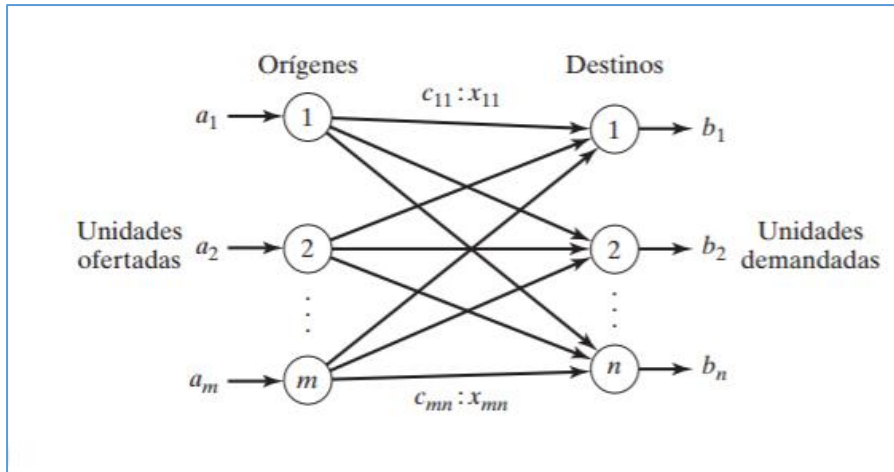 Orígenes
Destinos
c11 : x11
a1
1
1
b1
Unidades
ofertadas
a2
2
2
b2
Unidades
demandadas
am
m
n
bn
cmn : xmn